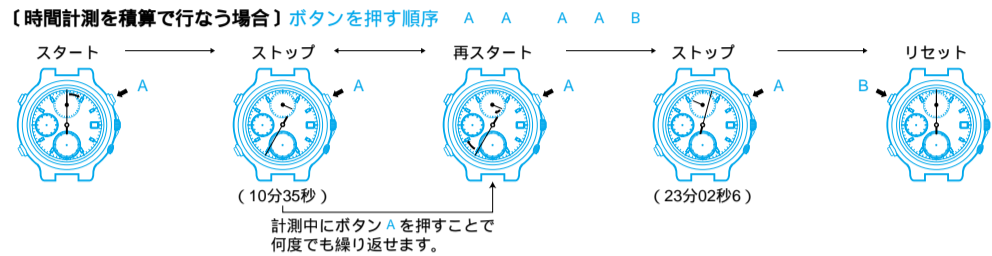 〔時間計測を積算で行なう場合〕ボタンを押す順序 A A A A B
スタート ストップ 再スタート ストップ リセット
A A A A B
(10分35秒) (23分02秒6)
計測中にボタン A を押すことで
何度でも繰り返せます。